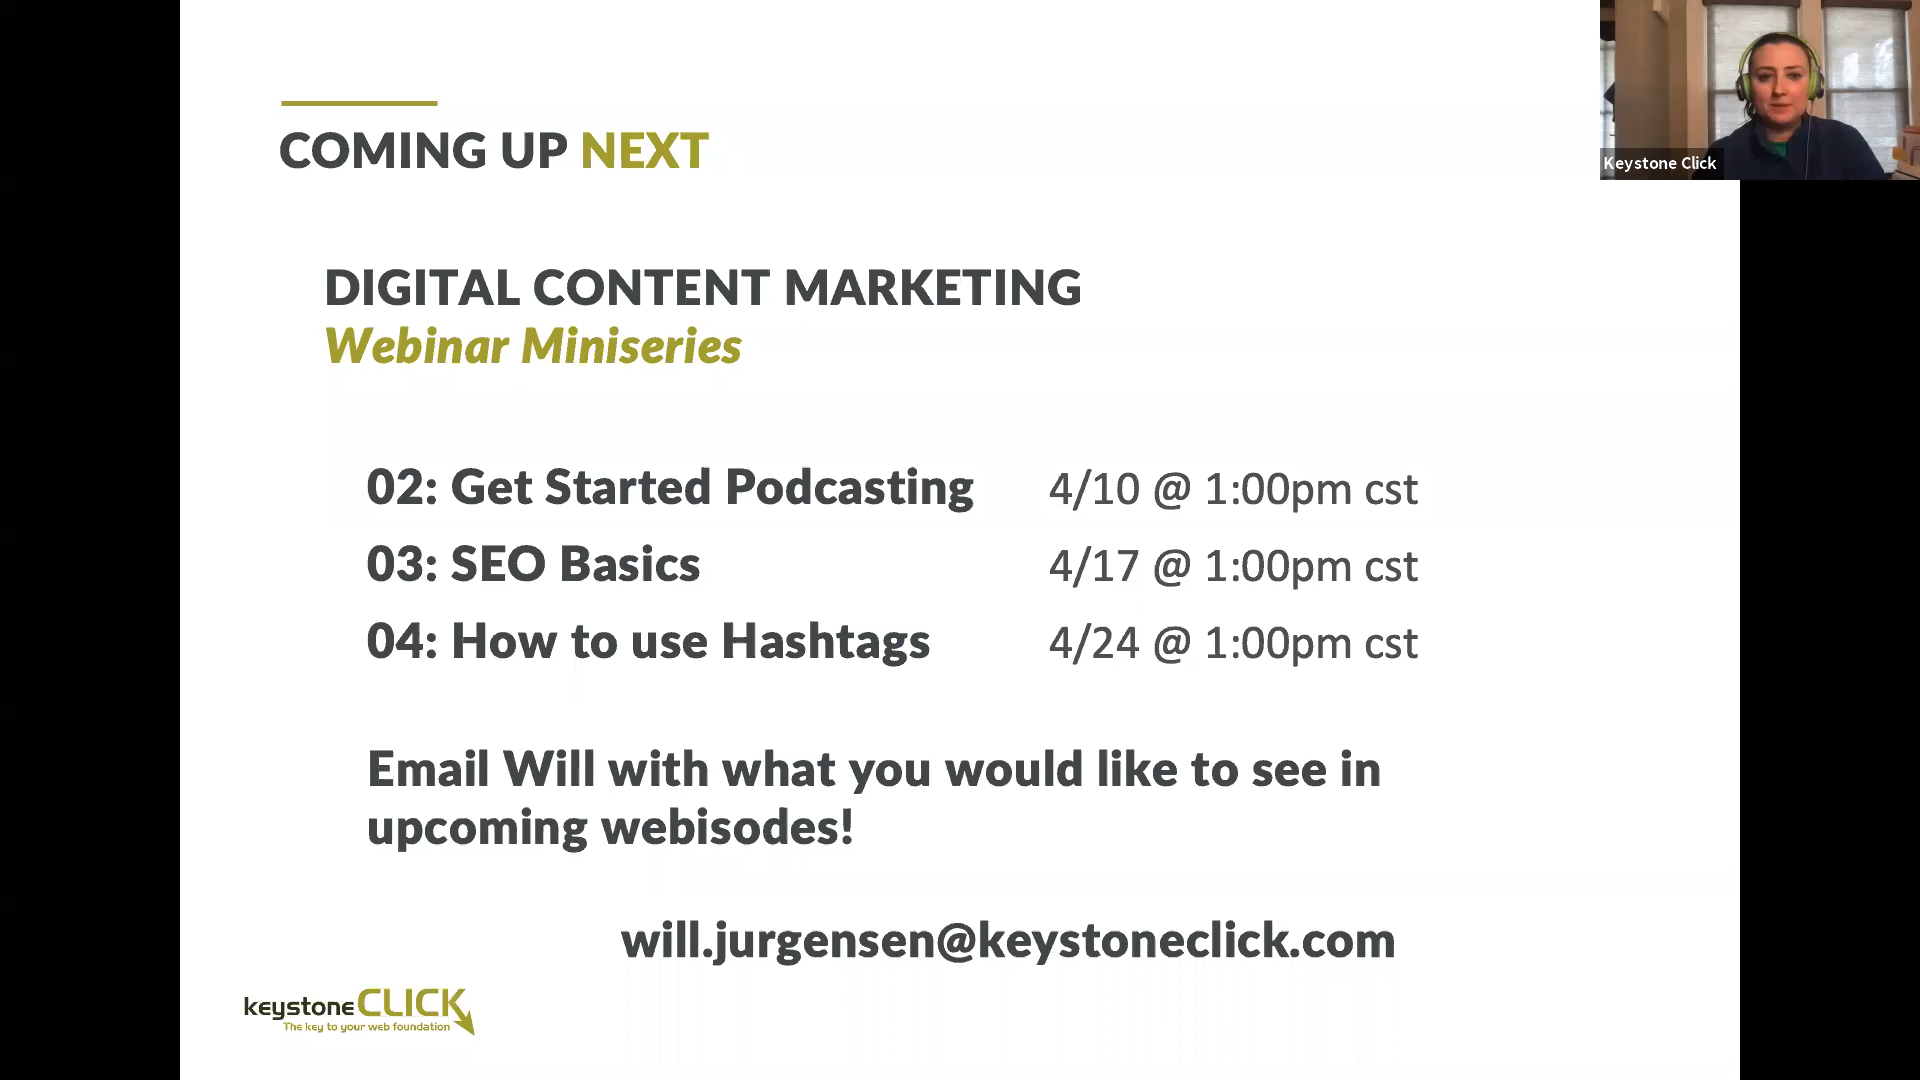 COMING UP NEXT
Keystone Click
DIGITAL CONTENT MARKETING
Webinar Miniseries
02: Get Started Podcasting 4/10 @ 1:00pm cst
03: SEO Basics 4/17 @ 1:00pm cst
04: How to use Hashtags 4/24 @ 1:00pm cst
Email Will with what you would like to see in
upcoming webisodes!
will.jurgensen@keystoneclick.com
keystoneCLICK
The key to your web foundation